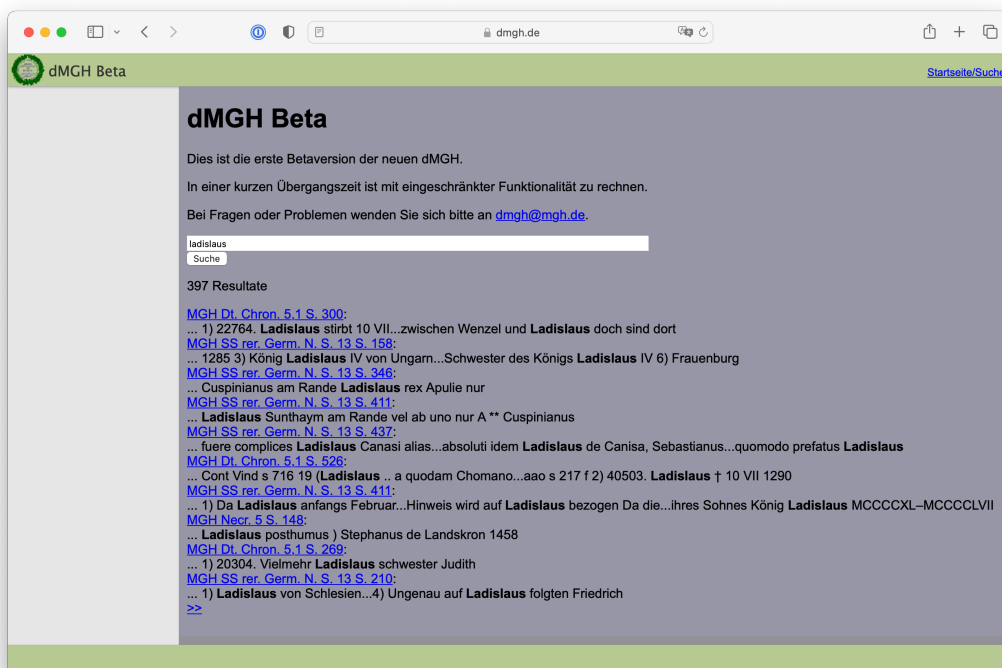 dmgh.de
dMGH Beta
Startseite/Suche
dMGH Beta
Dies ist die erste Betaversion der neuen dMGH.
In einer kurzen Übergangszeit ist mit eingeschränkter Funktionalität zu rechnen.
Bei Fragen oder Problemen wenden Sie sich bitte an dmgh@mgh.de.
ladislaus
Suche
397 Resultate
MGH Dt. Chron. 5,1 S. 300:
... 1) 22764. Ladislaus stirbt 10 VII...zwischen Wenzel und Ladislaus doch sind dort
MGH SS rer. Germ. N. S. 13 S. 158:
... 1285 3) König Ladislaus IV von Ungarn...Schwester des Königs Ladislaus IV 6) Frauenburg
MGH SS rer. Germ. N. S. 13 S. 346:
... Cuspinianus am Rande Ladislaus rex Apulie nur
MGH SS rer. Germ. N. S. 13 S. 411:
... Ladislaus Sunthaym am Rande vel ab uno nur A ** Cuspinianus
MGH SS rer. Germ. N. S. 13 S. 437:
... fuere complices Ladislaus Canasi alias...absoluti idem Ladislaus de Canisa, Sebastianus...quomodo prefatus Ladislaus
MGH Dt. Chron. 5,1 S. 526:
... Cont Vind s 716 19 (Ladislaus .. a quodam Chomano...aao s 217 f 2) 40503. Ladislaus † 10 VII 1290
MGH SS rer. Germ. N. S. 13 S. 411:
... 1) Da Ladislaus anfangs Februar...Hinweis wird auf Ladislaus bezogen Da die...ihres Sohnes König Ladislaus MCCCCXL–MCCCCLVII
MGH Necr. 5 S. 148:
... Ladislaus posthumus ) Stephanus de Landskron 1458
MGH Dt. Chron. 5,1 S. 269:
... 1) 20304. Vielmehr Ladislaus schwester Judith
MGH SS rer. Germ. N. S. 13 S. 210:
... 1) Ladislaus von Schlesien...4) Ungenau auf Ladislaus folgten Friedrich
>>